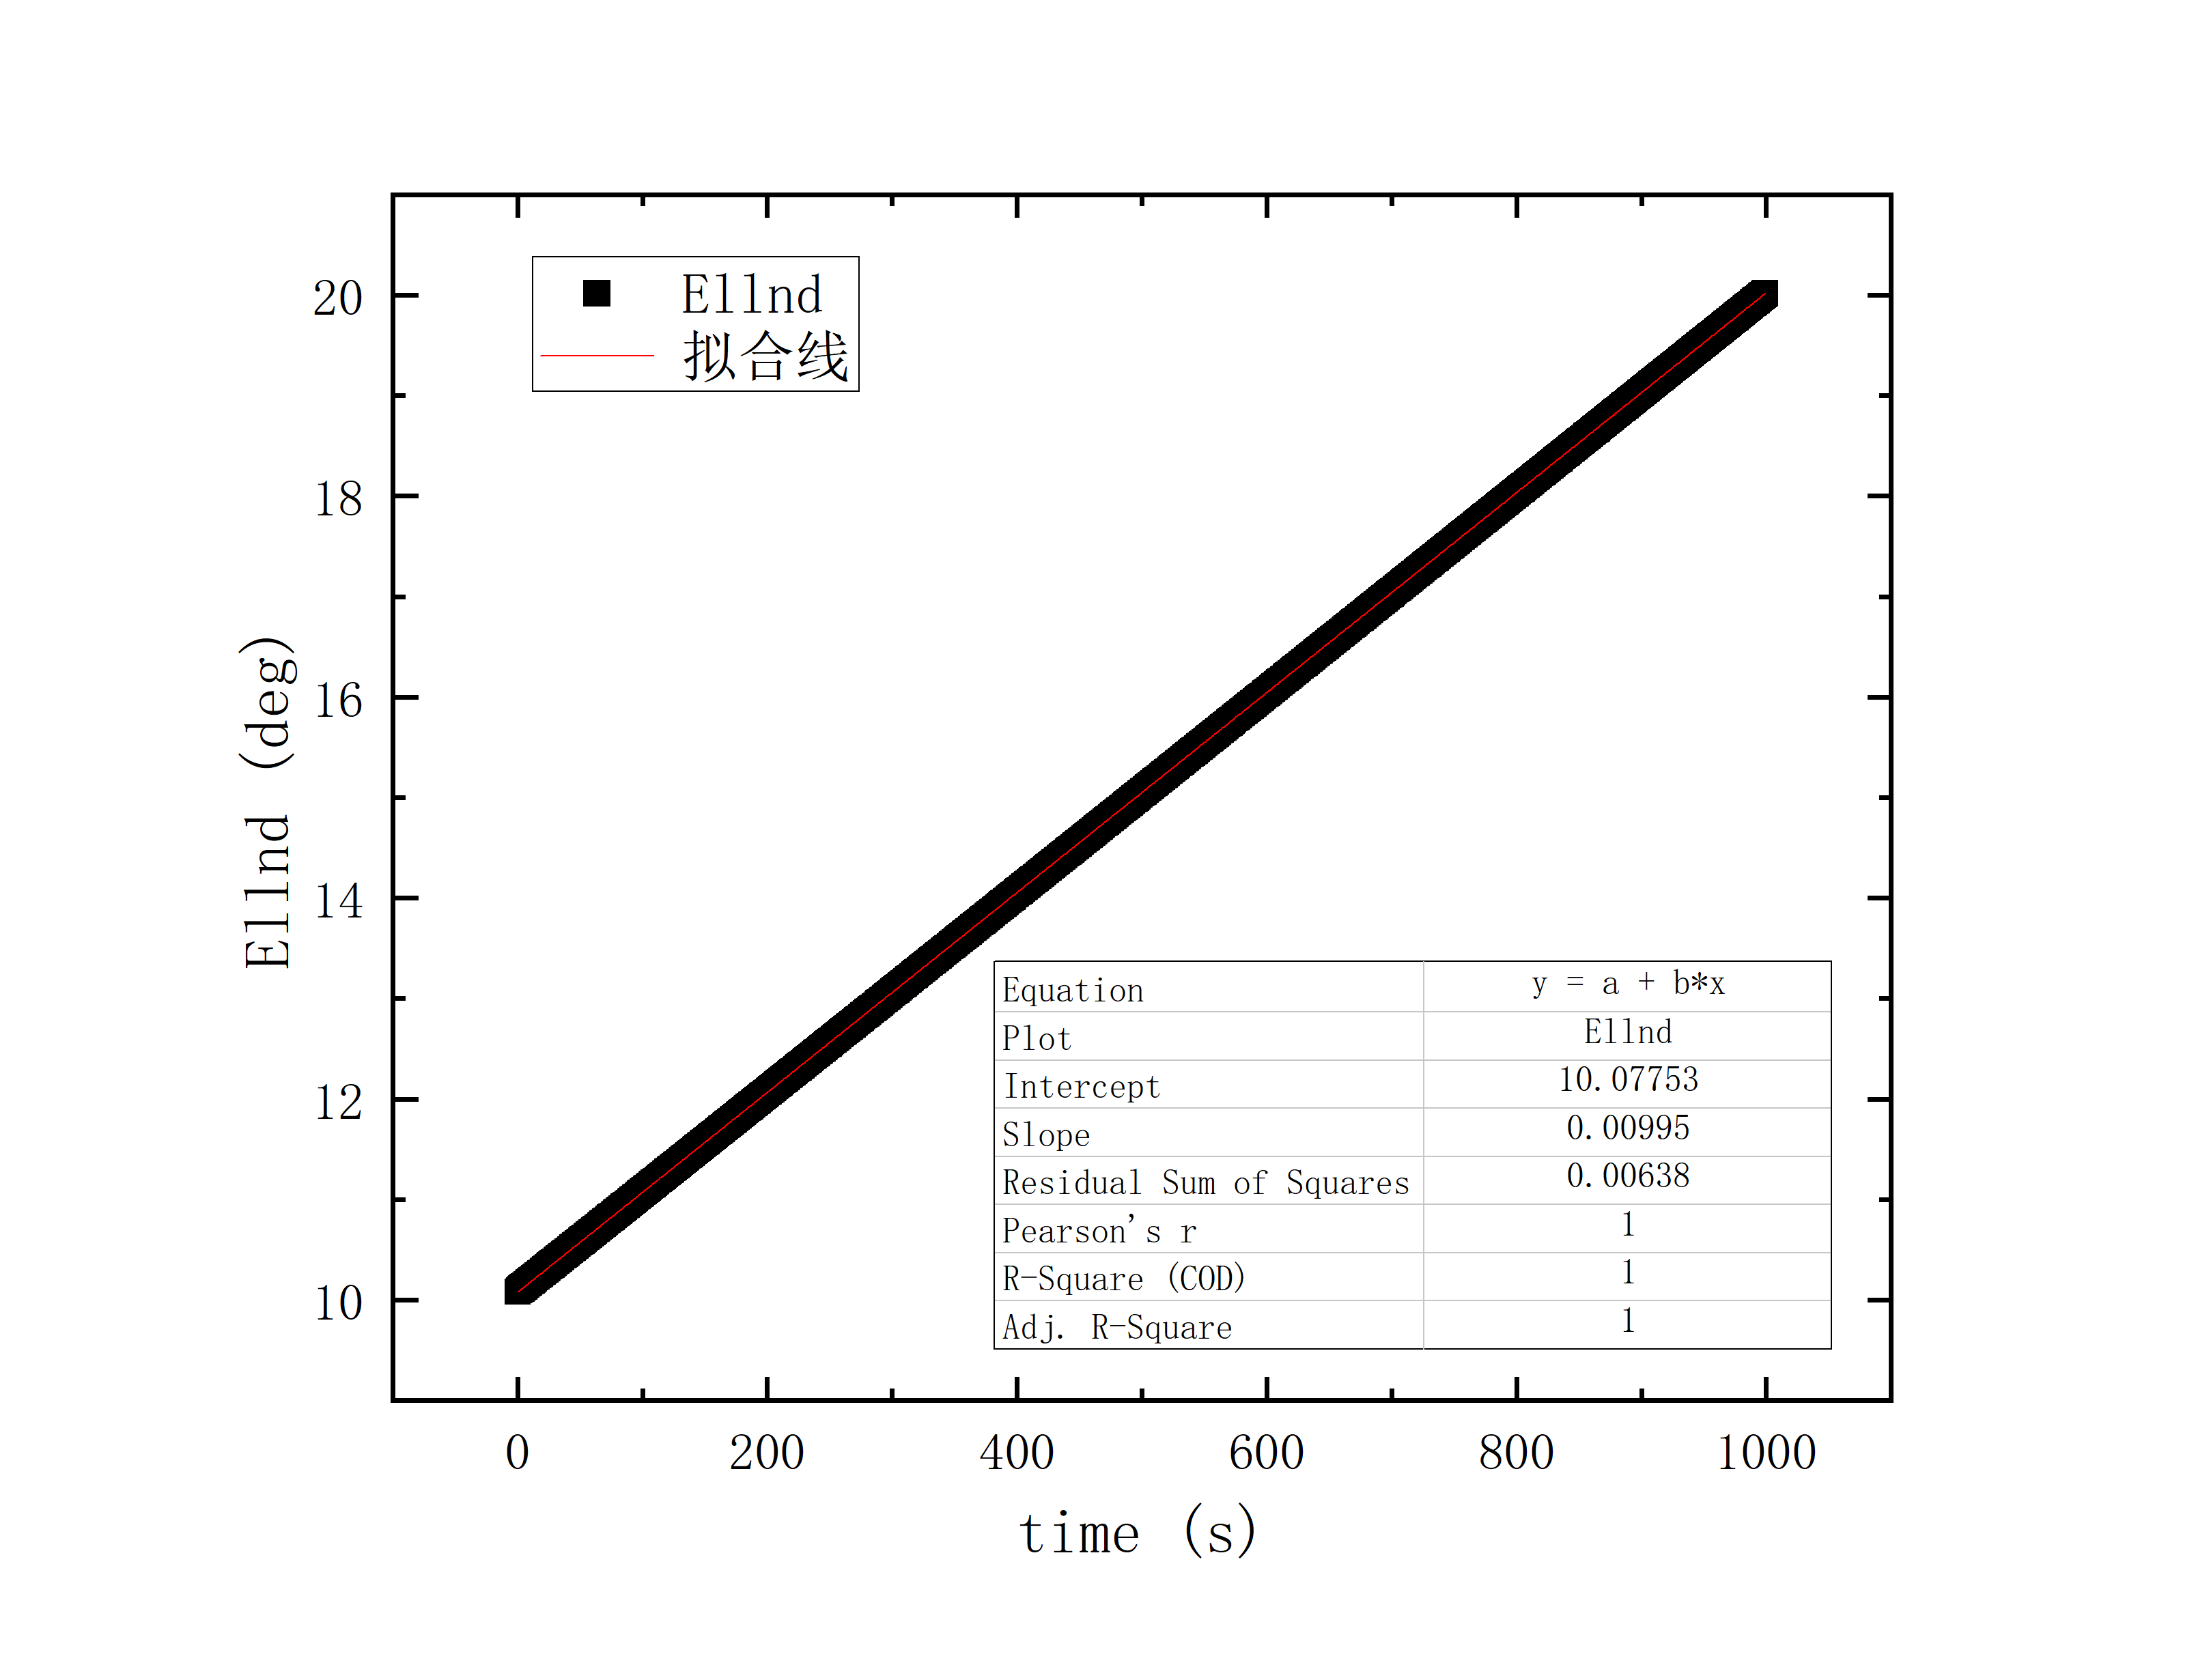 Ellnd
拟合线
20
18
16
14
12
10
Ellnd (deg)
Equation y = a + b*x
Plot Ellnd
Intercept 10.07753
Slope 0.00995
Residual Sum of Squares 0.00638
Pearson's r 1
R-Square (COD) 1
Adj. R-Square 1
0 200 400 600 800 1000
time (s)